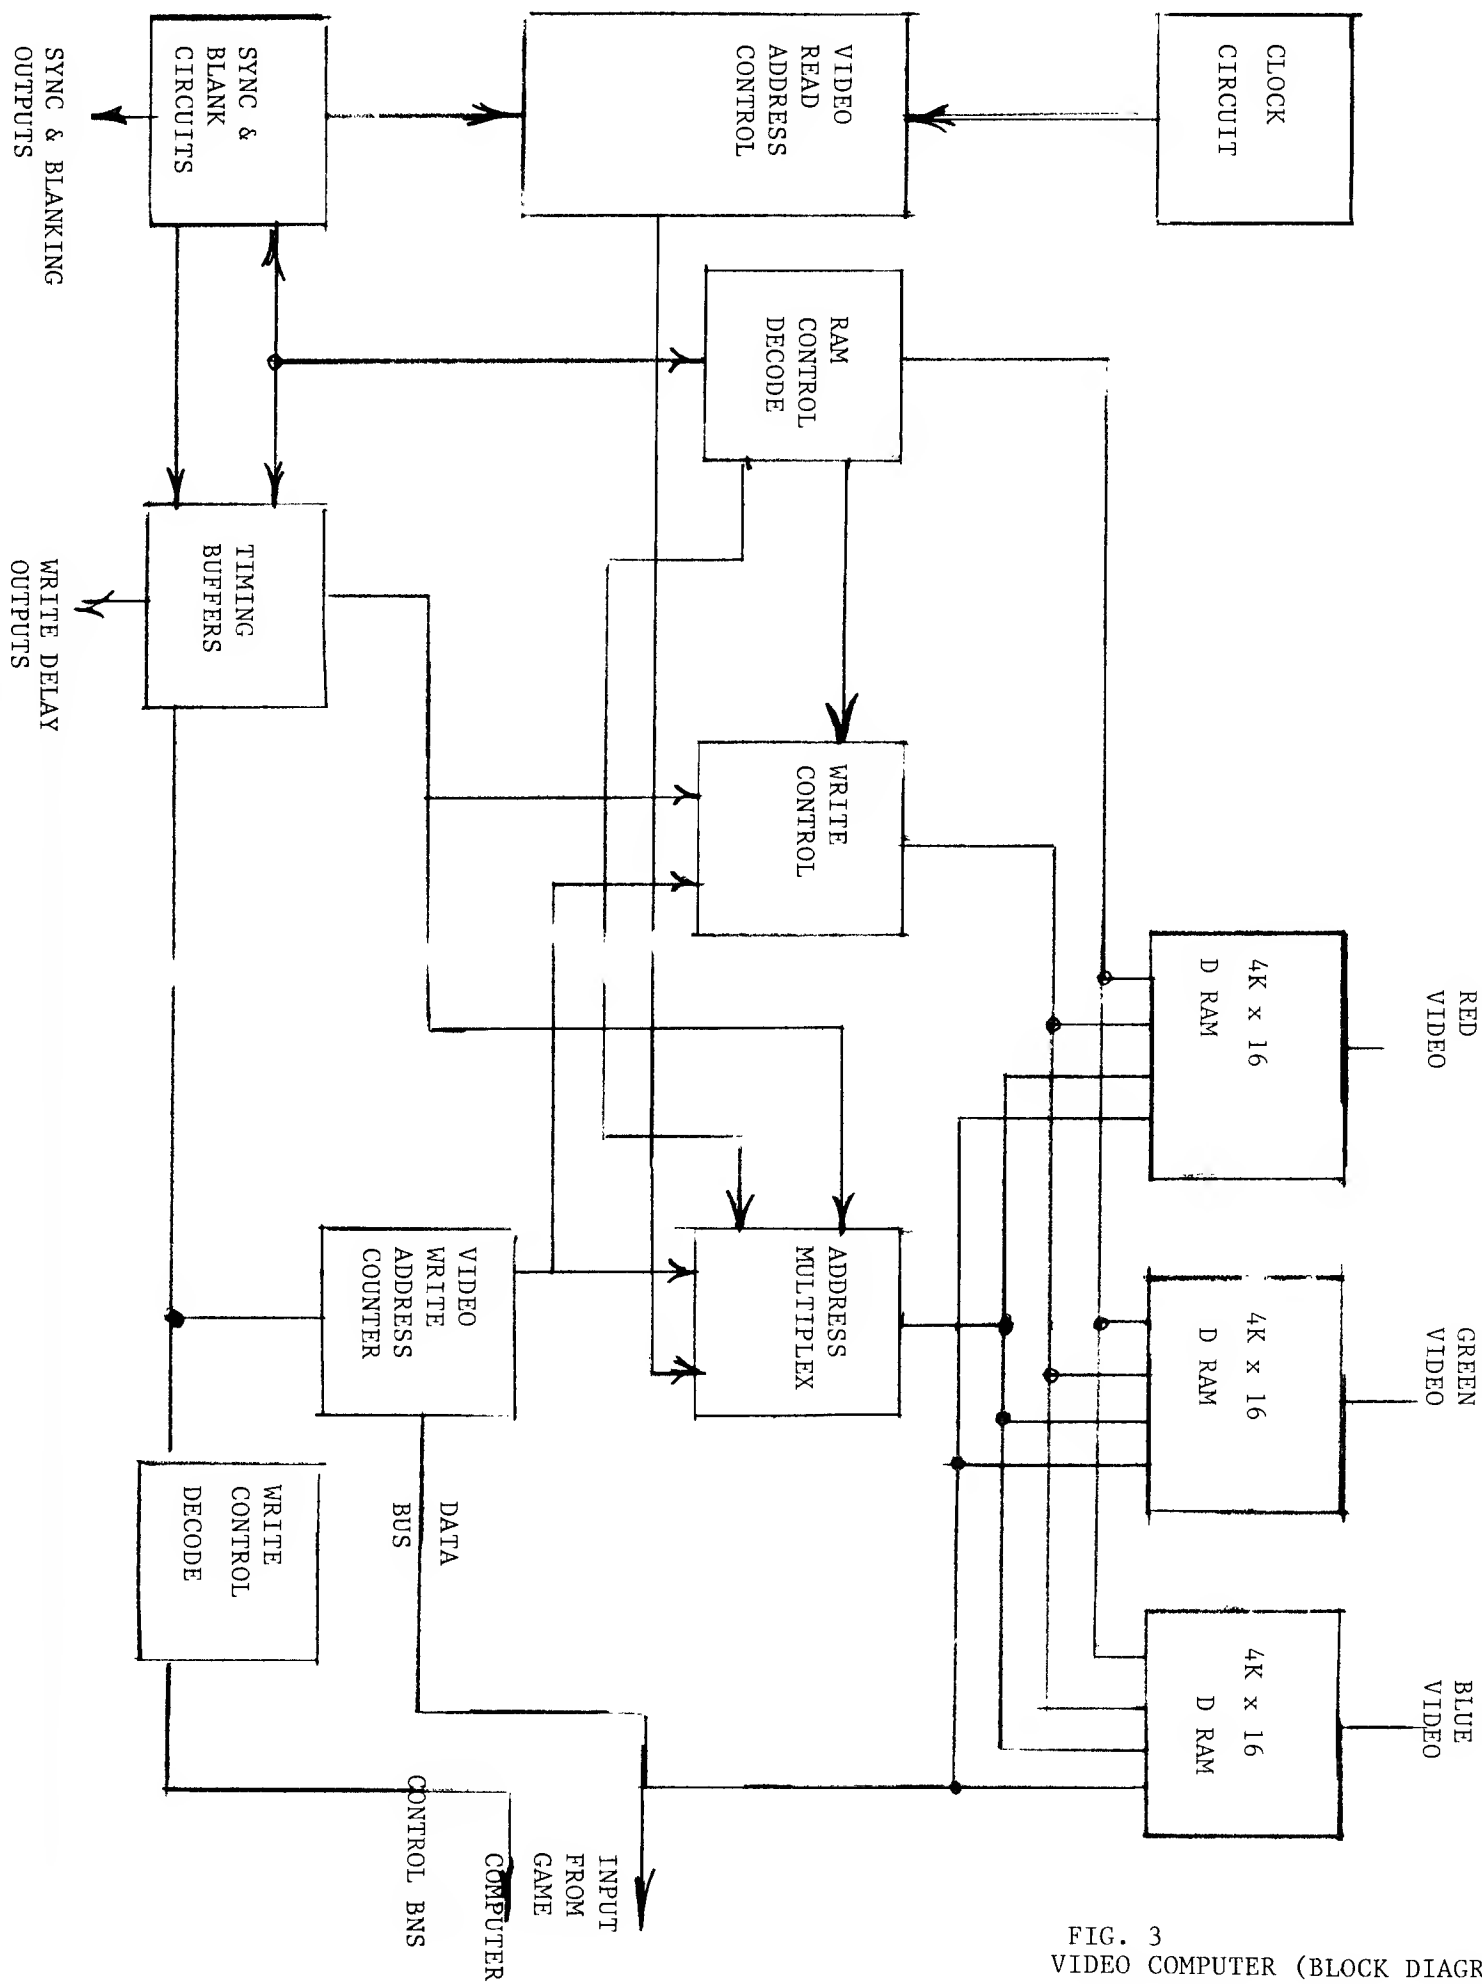 CLOCK
CIRCUIT
VIDEO
READ
ADDRESS
CONTROL
SYNC &
BLANK
CIRCUITS
SYNC & BLANKING
OUTPUTS
RAM
CONTROL
DECODE
TIMING
BUFFERS
WRITE DELAY
OUTPUTS
WRITE
CONTROL
RED
VIDEO
4K x 16
D RAM
ADDRESS
MULTIPLEX
VIDEO
WRITE
ADDRESS
COUNTER
GREEN
VIDEO
4K x 16
D RAM
WRITE
CONTROL
DECODE
DATA
BUS
BLUE
VIDEO
4K x 16
D RAM
INPUT
FROM
GAME
COMPUTER
CONTROL BNS
FIG. 3
VIDEO COMPUTER (BLOCK DIAGR